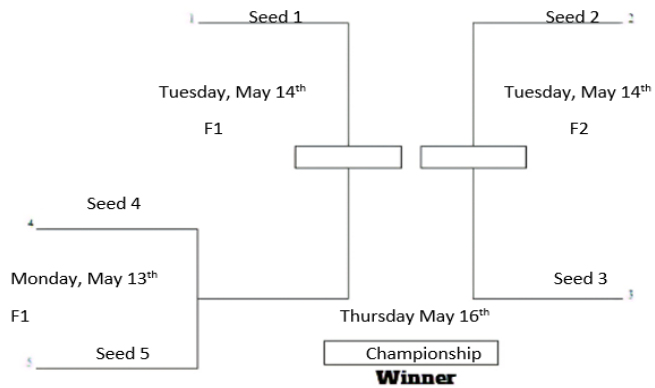 1 Seed 1
Seed 2 2
Tuesday, May 14th
Tuesday, May 14th
F1
F2
Seed 4
4
Monday, May 13th
Seed 3
3
F1
Thursday May 16th
Seed 5
5
Championship
Winner